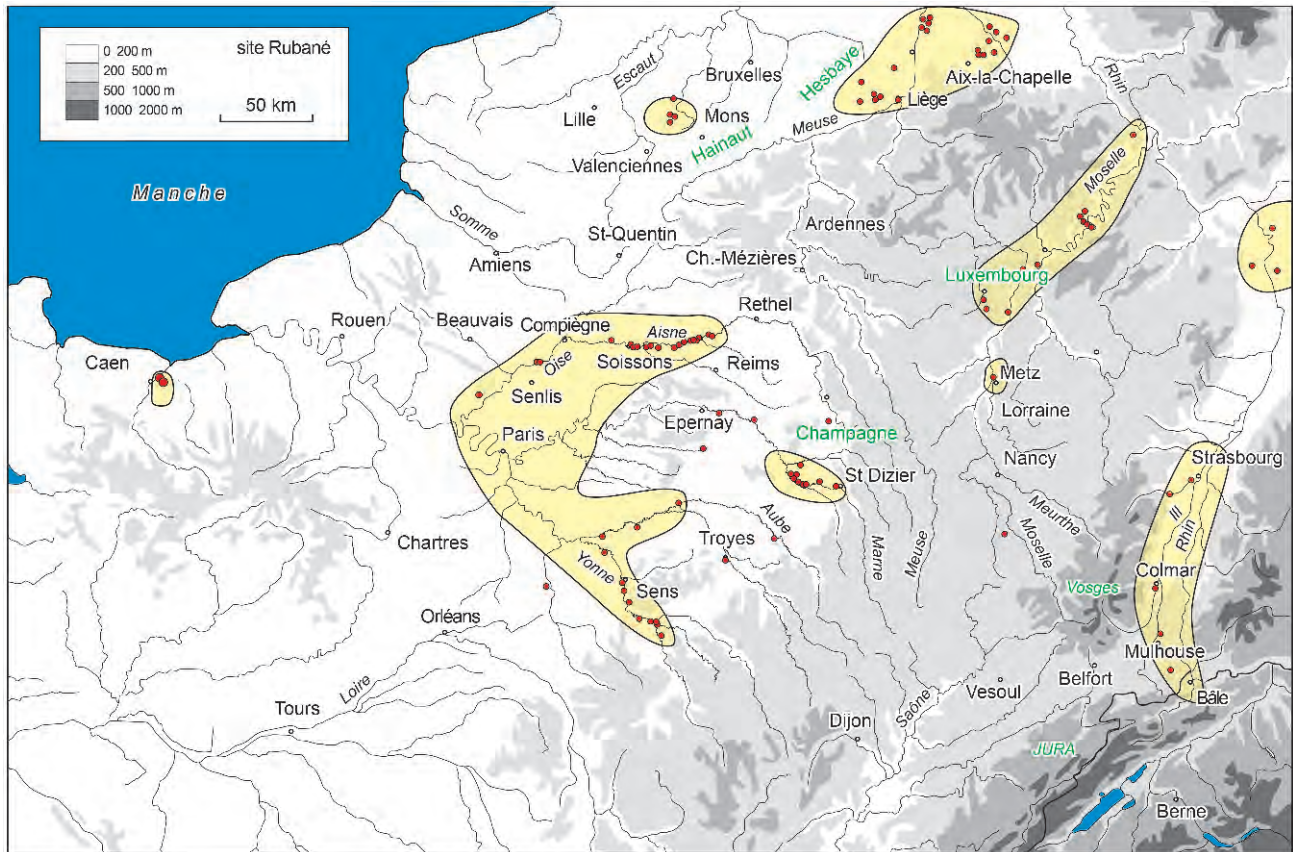 0 200 m
200 500 m
500 1000 m
1000 2000 m
site Rubané
50 km
Manche
Escaut
Bruxelles
Hesbaye
Aix-la-Chapelle
Rhin
Lille
Mons
Liège
Hainaut
Meuse
Valenciennes
Moselle
Somme
St-Quentin
Ardennes
Amiens
Ch.-Mézières
Luxembourg
Rouen
Beauvais
Compiègne
Aisne
Rethel
Caen
Oise
Soissons
Reims
Metz
Senlis
Lorraine
Epernay
Champagne
Paris
Nancy
Strasbourg
St Dizier
Meurthe
Ill
Rhin
Aube
Troyes
Marne
Meuse
Moselle
Chartres
Yonne
Sens
Vosges
Colmar
Orléans
Mulhouse
Loire
Vesoul
Belfort
Bâle
Tours
Saône
Dijon
JURA
Berne